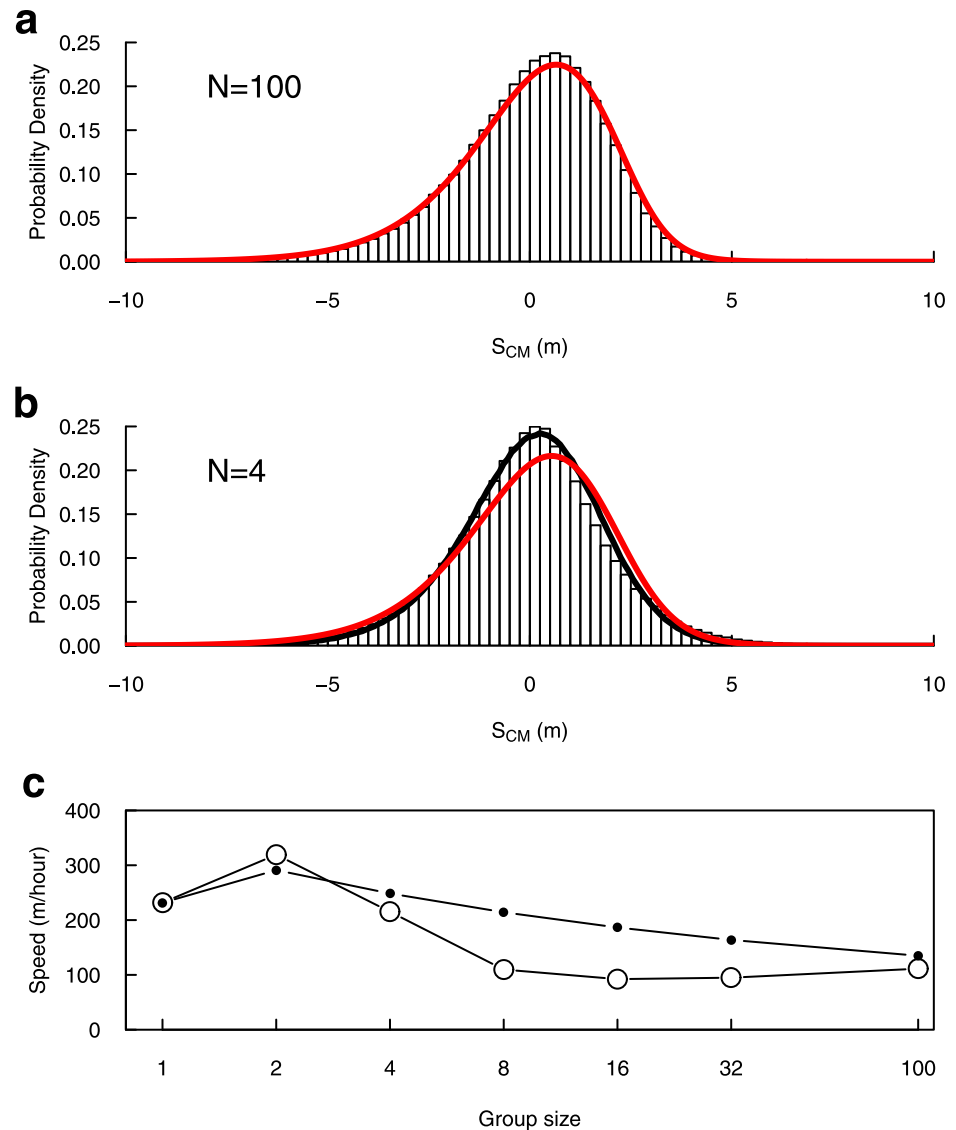 a
N=100
Probability Density
0.25
0.20
0.15
0.10
0.05
0.00
−10 −5 0 5 10
S_CM (m)
b
N=4
Probability Density
0.25
0.20
0.15
0.10
0.05
0.00
−10 −5 0 5 10
S_CM (m)
c
Speed (m/hour)
400
300
200
100
0
1 2 4 8 16 32 100
Group size